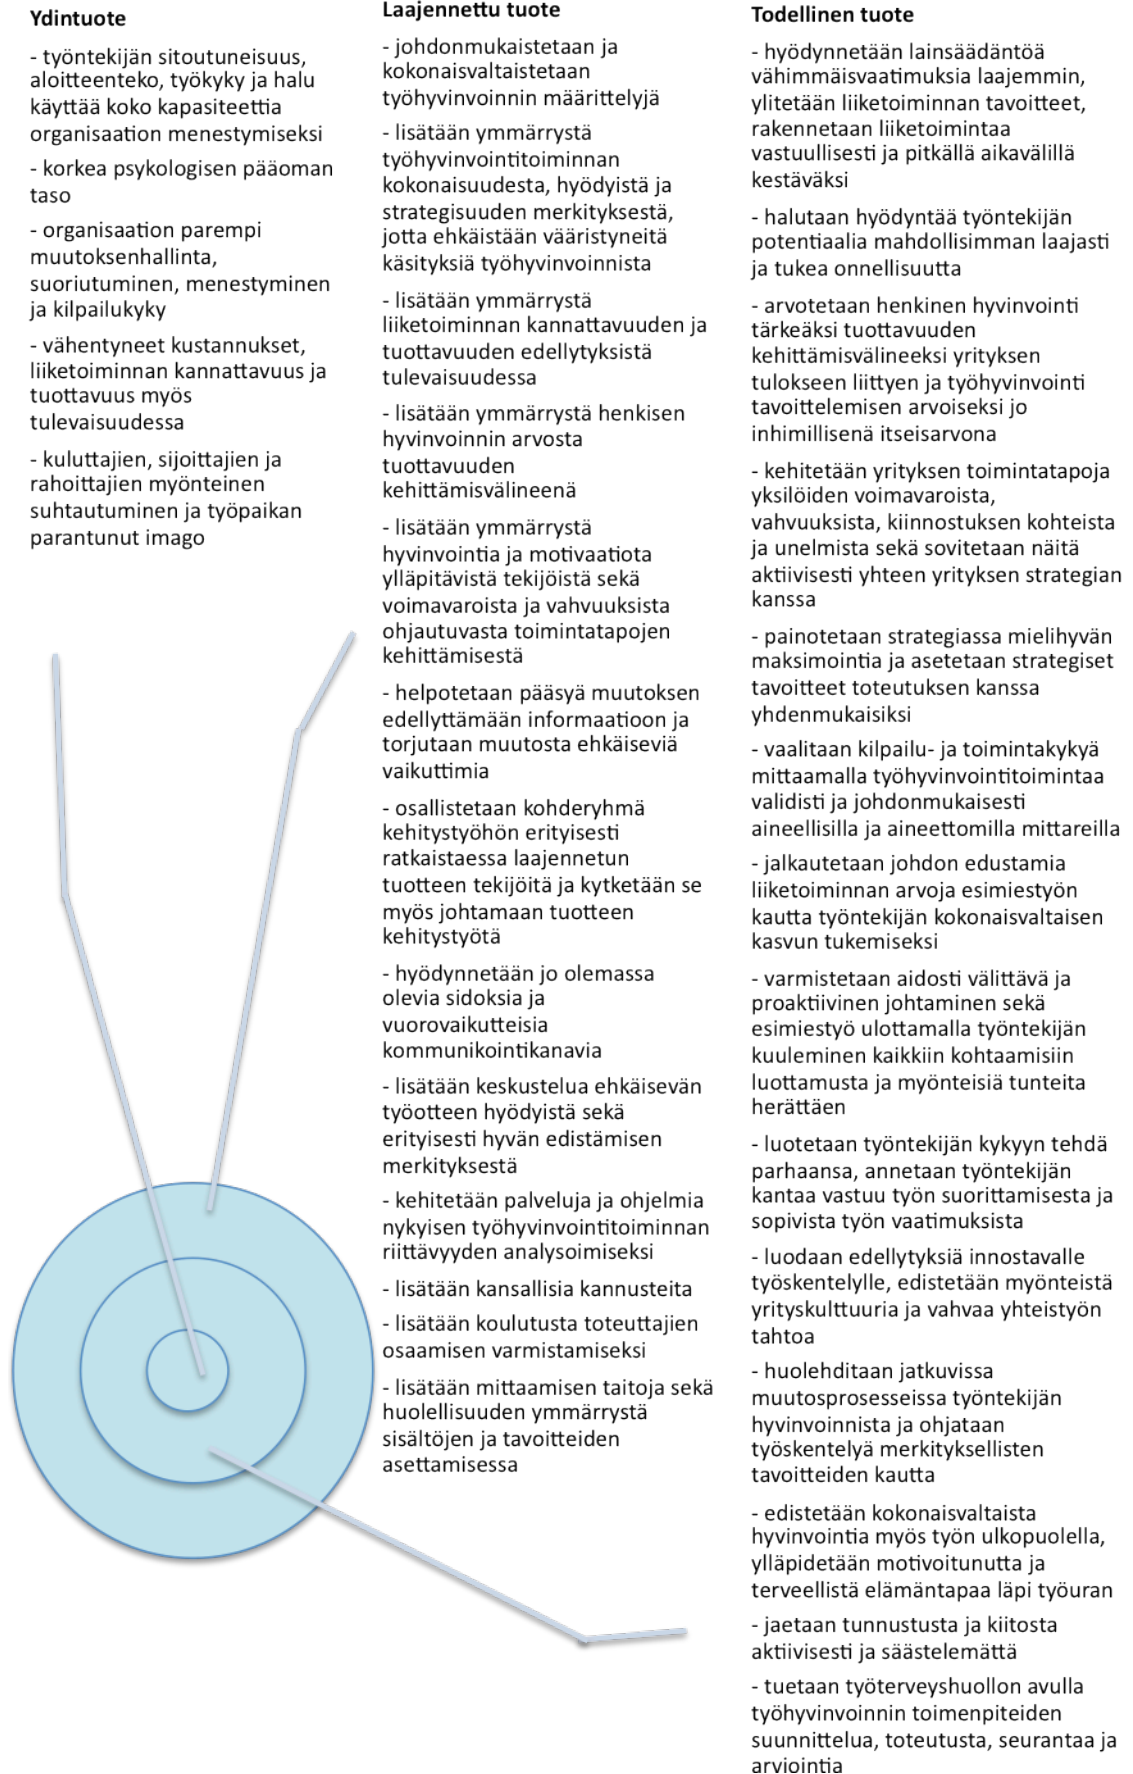 Ydintuote
- työntekijän sitoutuneisuus,
aloitteenteko, työkyky ja halu
käyttää koko kapasiteettia
organisaation menestymiseksi
- korkea psykologisen pääoman
taso
- organisaation parempi
muutoksenhallinta,
suoriutuminen, menestyminen
ja kilpailukyky
- vähentyneet kustannukset,
liiketoiminnan kannattavuus ja
tuottavuus myös
tulevaisuudessa
- kuluttajien, sijoittajien ja
rahoittajien myönteinen
suhtautuminen ja työpaikan
parantunut imago
Laajennettu tuote
- johdonmukaistetaan ja
kokonaisvaltaistetaan
työhyvinvoinnin määrittelyjä
- lisätään ymmärrystä
työhyvinvointitoiminnan
kokonaisuudesta, hyödyistä ja
strategisuuden merkityksestä,
jotta ehkäistään vääristyneitä
käsityksiä työhyvinvoinnista
- lisätään ymmärrystä
liiketoiminnan kannattavuuden ja
tuottavuuden edellytyksistä
tulevaisuudessa
- lisätään ymmärrystä henkisen
hyvinvoinnin arvosta
tuottavuuden
kehittämisvälineenä
- lisätään ymmärrystä
hyvinvointia ja motivaatiota
ylläpitävistä tekijöistä sekä
voimavaroista ja vahvuuksista
ohjautuvasta toimintatapojen
kehittämisestä
- helpotetaan pääsyä muutoksen
edellyttämään informaatioon ja
torjutaan muutosta ehkäiseviä
vaikuttimia
- osallistetaan kohderyhmä
kehitystyöhön erityisesti
ratkaistaessa laajennetun
tuotteen tekijöitä ja kytketään se
myös johtamaan tuotteen
kehitystyötä
- hyödynnetään jo olemassa
olevia sidoksia ja
vuorovaikutteisia
kommunikointikanavia
- lisätään keskustelua ehkäisevän
työotteen hyödyistä sekä
erityisesti hyvän edistämisen
merkityksestä
- kehitetään palveluja ja ohjelmia
nykyisen työhyvinvointitoiminnan
riittävyyden analysoimiseksi
- lisätään kansallisia kannusteita
- lisätään koulutusta toteuttajien
osaamisen varmistamiseksi
- lisätään mittaamisen taitoja sekä
huolellisuuden ymmärrystä
sisältöjen ja tavoitteiden
asettamisessa
Todellinen tuote
- hyödynnetään lainsäädäntöä
vähimmäisvaatimuksia laajemmin,
ylitetään liiketoiminnan tavoitteet,
rakennetaan liiketoimintaa
vastuullisesti ja pitkällä aikavälillä
kestäväksi
- halutaan hyödyntää työntekijän
potentiaalia mahdollisimman laajasti
ja tukea onnellisuutta
- arvotetaan henkinen hyvinvointi
tärkeäksi tuottavuuden
kehittämisvälineeksi yrityksen
tulokseen liittyen ja työhyvinvointi
tavoittelemisen arvoiseksi jo
inhimillisenä itseisarvona
- kehitetään yrityksen toimintatapoja
yksilöiden voimavaroista,
vahvuuksista, kiinnostuksen kohteista
ja unelmista sekä sovitetaan näitä
aktiivisesti yhteen yrityksen strategian
kanssa
- painotetaan strategiassa mielihyvän
maksimointia ja asetetaan strategiset
tavoitteet toteutuksen kanssa
yhdenmukaisiksi
- vaalitaan kilpailu- ja toimintakykyä
mittaamalla työhyvinvointitoimintaa
validisti ja johdonmukaisesti
aineellisilla ja aineettomilla mittareilla
- jalkautetaan johdon edustamia
liiketoiminnan arvoja esimiestyön
kautta työntekijän kokonaisvaltaisen
kasvun tukemiseksi
- varmistetaan aidosti välittävä ja
proaktiivinen johtaminen sekä
esimiestyö ulottamalla työntekijän
kuuleminen kaikkiin kohtaamisiin
luottamusta ja myönteisiä tunteita
herättäen
- luotetaan työntekijän kykyyn tehdä
parhaansa, annetaan työntekijän
kantaa vastuu työn suorittamisesta ja
sopivista työn vaatimuksista
- luodaan edellytyksiä innostavalle
työskentelylle, edistetään myönteistä
yrityskulttuuria ja vahvaa yhteistyön
tahtoa
- huolehditaan jatkuvissa
muutosprosesseissa työntekijän
hyvinvoinnista ja ohjataan
työskentelyä merkityksellisten
tavoitteiden kautta
- edistetään kokonaisvaltaista
hyvinvointia myös työn ulkopuolella,
ylläpidetään motivoitunutta ja
terveellistä elämäntapaa läpi työuran
- jaetaan tunnustusta ja kiitosta
aktiivisesti ja säästelemättä
- tuetaan työterveyshuollon avulla
työhyvinvoinnin toimenpiteiden
suunnittelua, toteutusta, seurantaa ja
arviointia